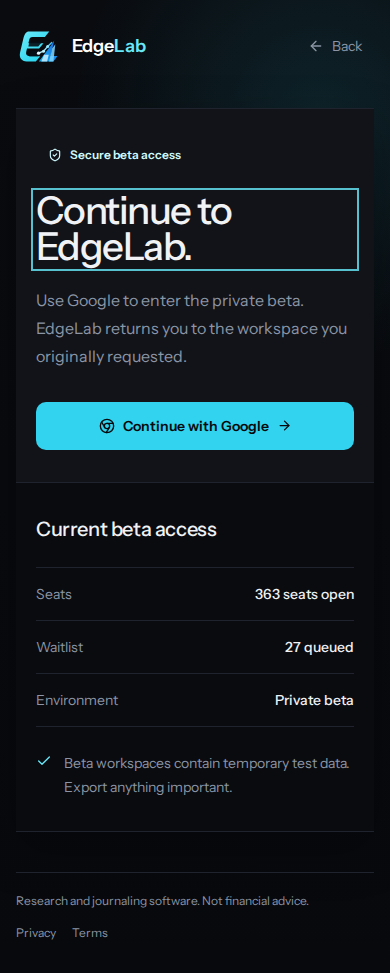 EdgeLab
Back
Secure beta access
Continue to
EdgeLab.
Use Google to enter the private beta.
EdgeLab returns you to the workspace you
originally requested.
Continue with Google
Current beta access
Seats 363 seats open
Waitlist 27 queued
Environment Private beta
Beta workspaces contain temporary test data.
Export anything important.
Research and journaling software. Not financial advice.
Privacy Terms